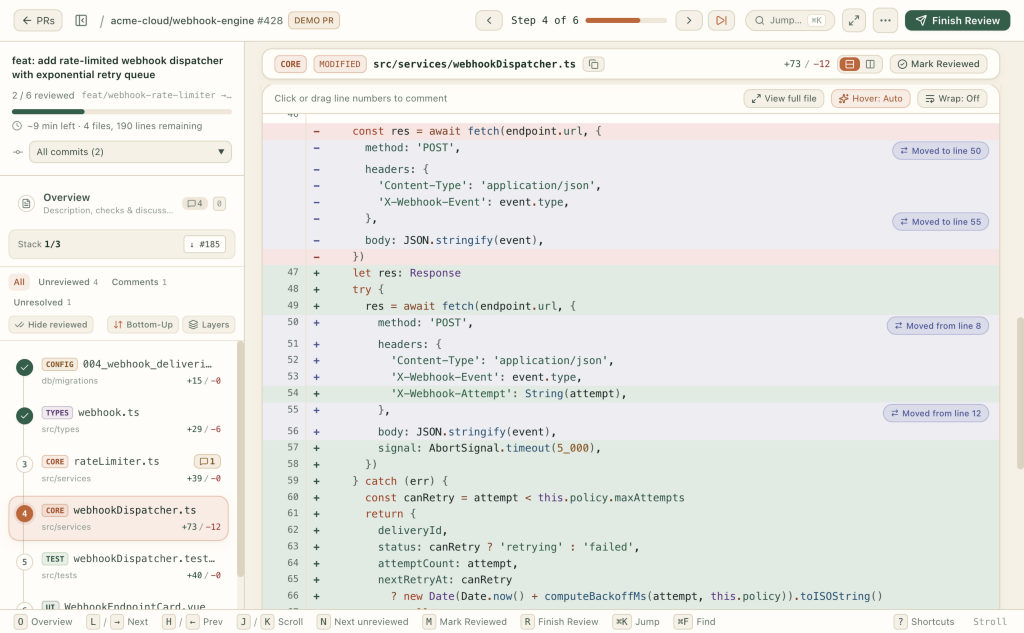 ← PRs / acme-cloud/webhook-engine #428 DEMO PR Step 4 of 6 Jump... ⌘K ... Finish Review
feat: add rate-limited webhook dispatcher
with exponential retry queue
2 / 6 reviewed feat/webhook-rate-limiter →…
~9 min left · 4 files, 190 lines remaining
All commits (2) ▼
Overview 4
Description, checks & discuss...
Stack 1/3 ↓ #185
All Unreviewed 4 Comments 1
Unresolved 1
Hide reviewed Bottom-Up Layers
CONFIG 004_webhook_deliveri…
db/migrations +15 / −0
TYPES webhook.ts
src/types +29 / −6
3 CORE rateLimiter.ts 1
src/services +39 / −0
4 CORE webhookDispatcher.ts
src/services +73 / −12
5 TEST webhookDispatcher.test…
src/tests +40 / −0
UI WebhookEndpointCard.vue
CORE MODIFIED src/services/webhookDispatcher.ts +73 / −12 Mark Reviewed
Click or drag line numbers to comment View full file Hover: Auto Wrap: Off
46
− const res = await fetch(endpoint.url, {
− method: 'POST', Moved to line 50
− headers: {
− 'Content-Type': 'application/json',
− 'X-Webhook-Event': event.type,
− }, Moved to line 55
− body: JSON.stringify(event),
− })
47 + let res: Response
48 + try {
49 + res = await fetch(endpoint.url, {
50 + method: 'POST', Moved from line 8
51 + headers: {
52 + 'Content-Type': 'application/json',
53 + 'X-Webhook-Event': event.type,
54 + 'X-Webhook-Attempt': String(attempt),
55 + }, Moved from line 12
56 + body: JSON.stringify(event),
57 + signal: AbortSignal.timeout(5_000),
58 + })
59 + } catch (err) {
60 + const canRetry = attempt < this.policy.maxAttempts
61 + return {
62 + deliveryId,
63 + status: canRetry ? 'retrying' : 'failed',
64 + attemptCount: attempt,
65 + nextRetryAt: canRetry
66 + ? new Date(Date.now() + computeBackoffMs(attempt, this.policy)).toISOString()
O Overview L / → Next H / ← Prev J / K Scroll N Next unreviewed M Mark Reviewed R Finish Review ⌘K Jump ⌘F Find ? Shortcuts Scroll